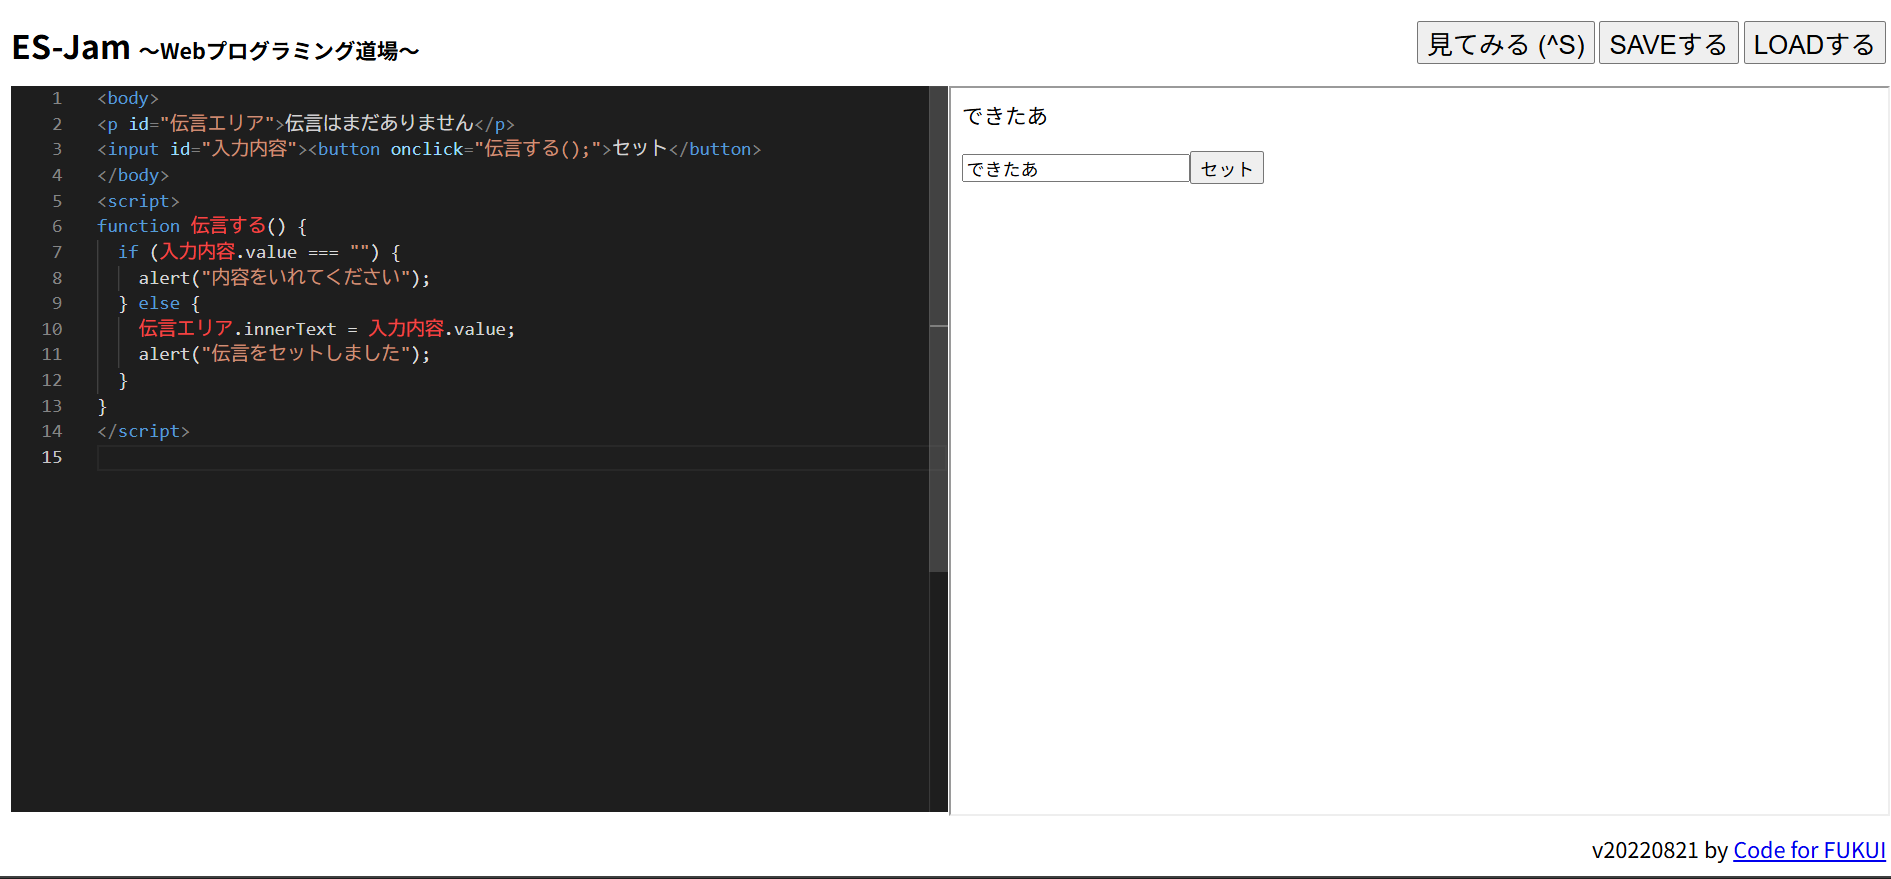 ES-Jam ～Webプログラミング道場～
見てみる (^S) SAVEする LOADする
1 <body>
2 <p id="伝言エリア">伝言はまだありません</p>
3 <input id="入力内容"><button onclick="伝言する();">セット</button>
4 </body>
5 <script>
6 function 伝言する() {
7   if (入力内容.value === "") {
8     alert("内容をいれてください");
9   } else {
10     伝言エリア.innerText = 入力内容.value;
11     alert("伝言をセットしました");
12   }
13 }
14 </script>
15
できたあ
できたあ セット
v20220821 by Code for FUKUI